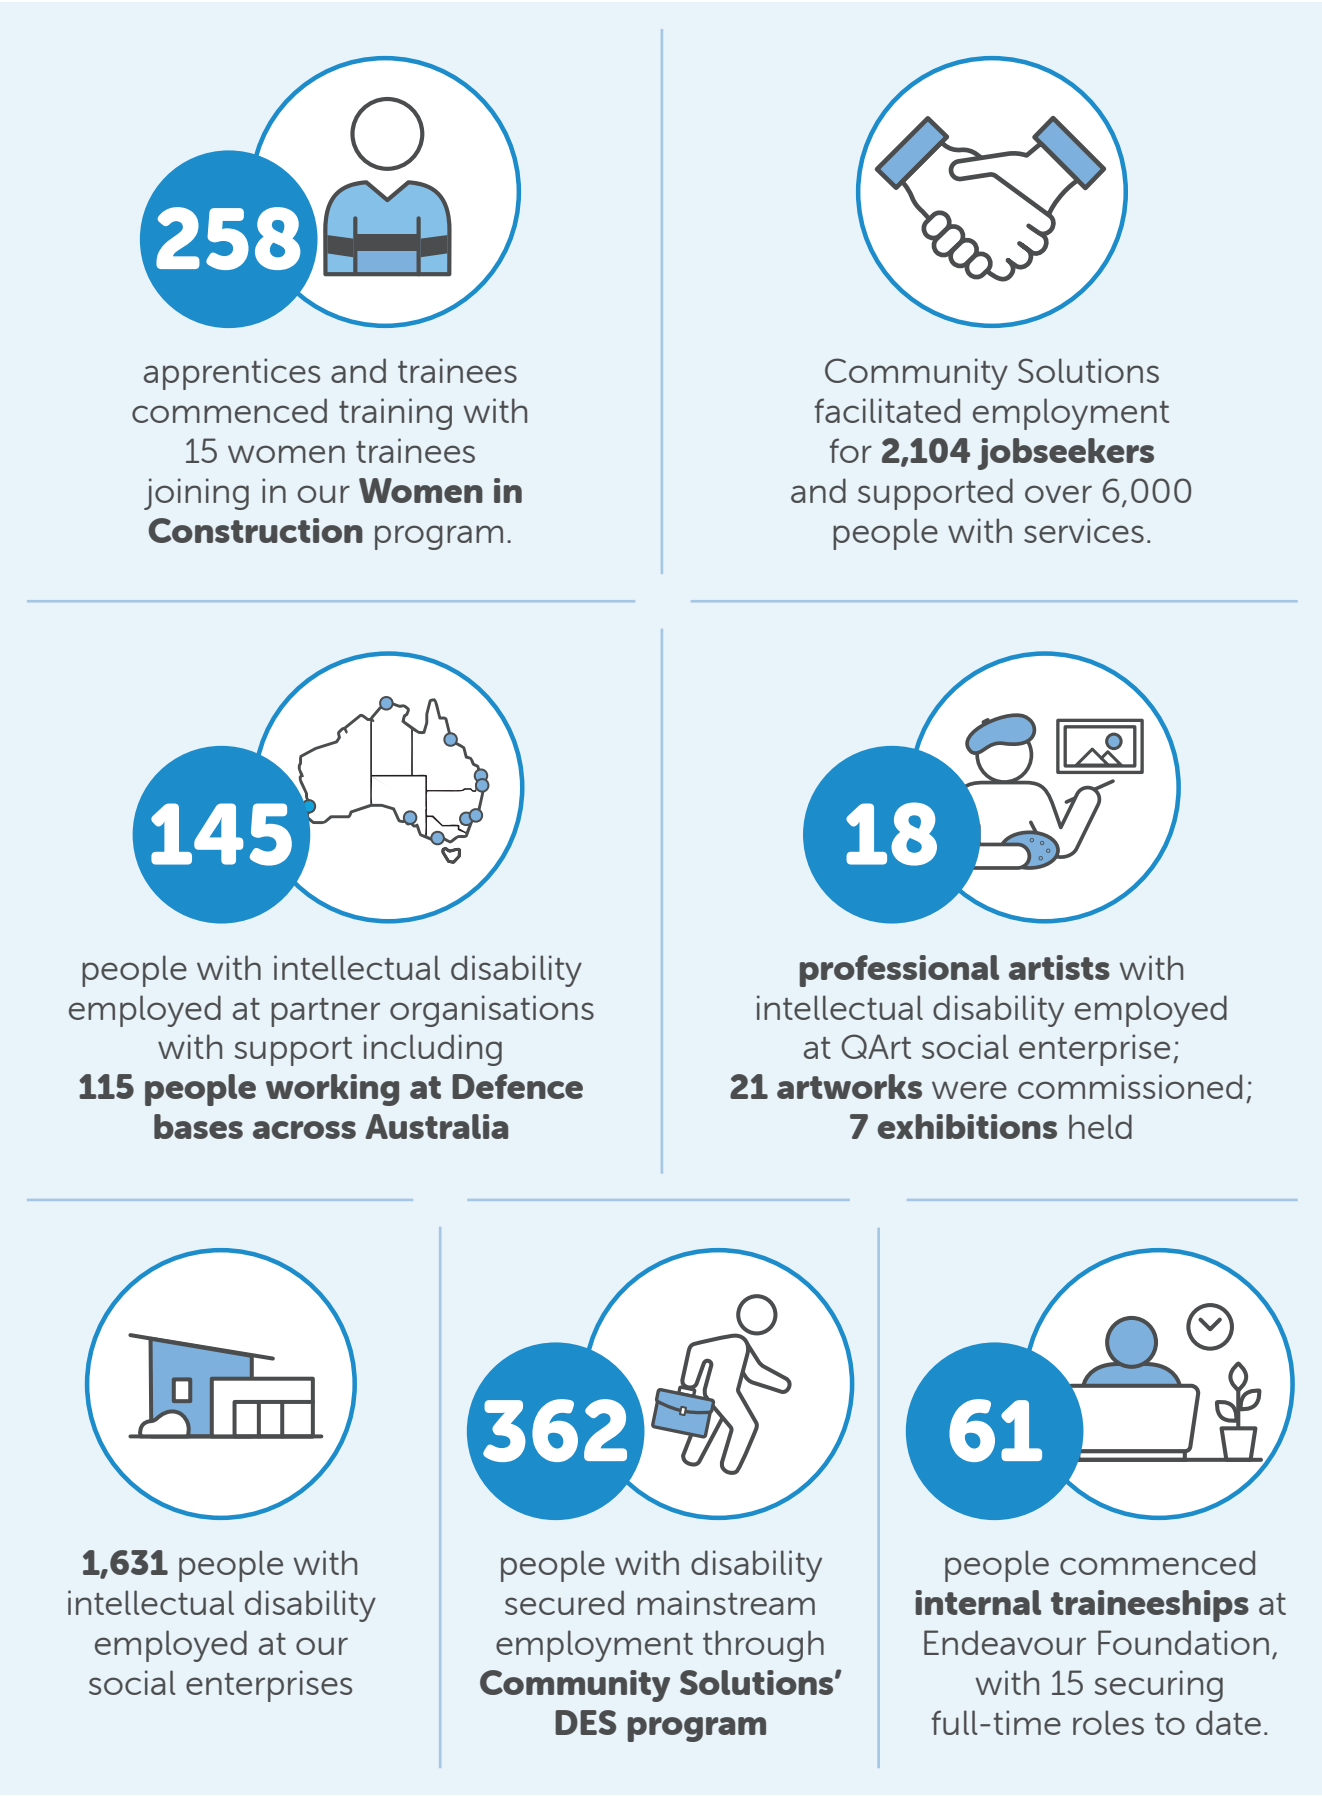 258
apprentices and trainees
commenced training with
15 women trainees
joining in our Women in
Construction program.
Community Solutions
facilitated employment
for 2,104 jobseekers
and supported over 6,000
people with services.
145
people with intellectual disability
employed at partner organisations
with support including
115 people working at Defence
bases across Australia
18
professional artists with
intellectual disability employed
at QArt social enterprise;
21 artworks were commissioned;
7 exhibitions held
1,631 people with
intellectual disability
employed at our
social enterprises
362
people with disability
secured mainstream
employment through
Community Solutions’
DES program
61
people commenced
internal traineeships at
Endeavour Foundation,
with 15 securing
full-time roles to date.